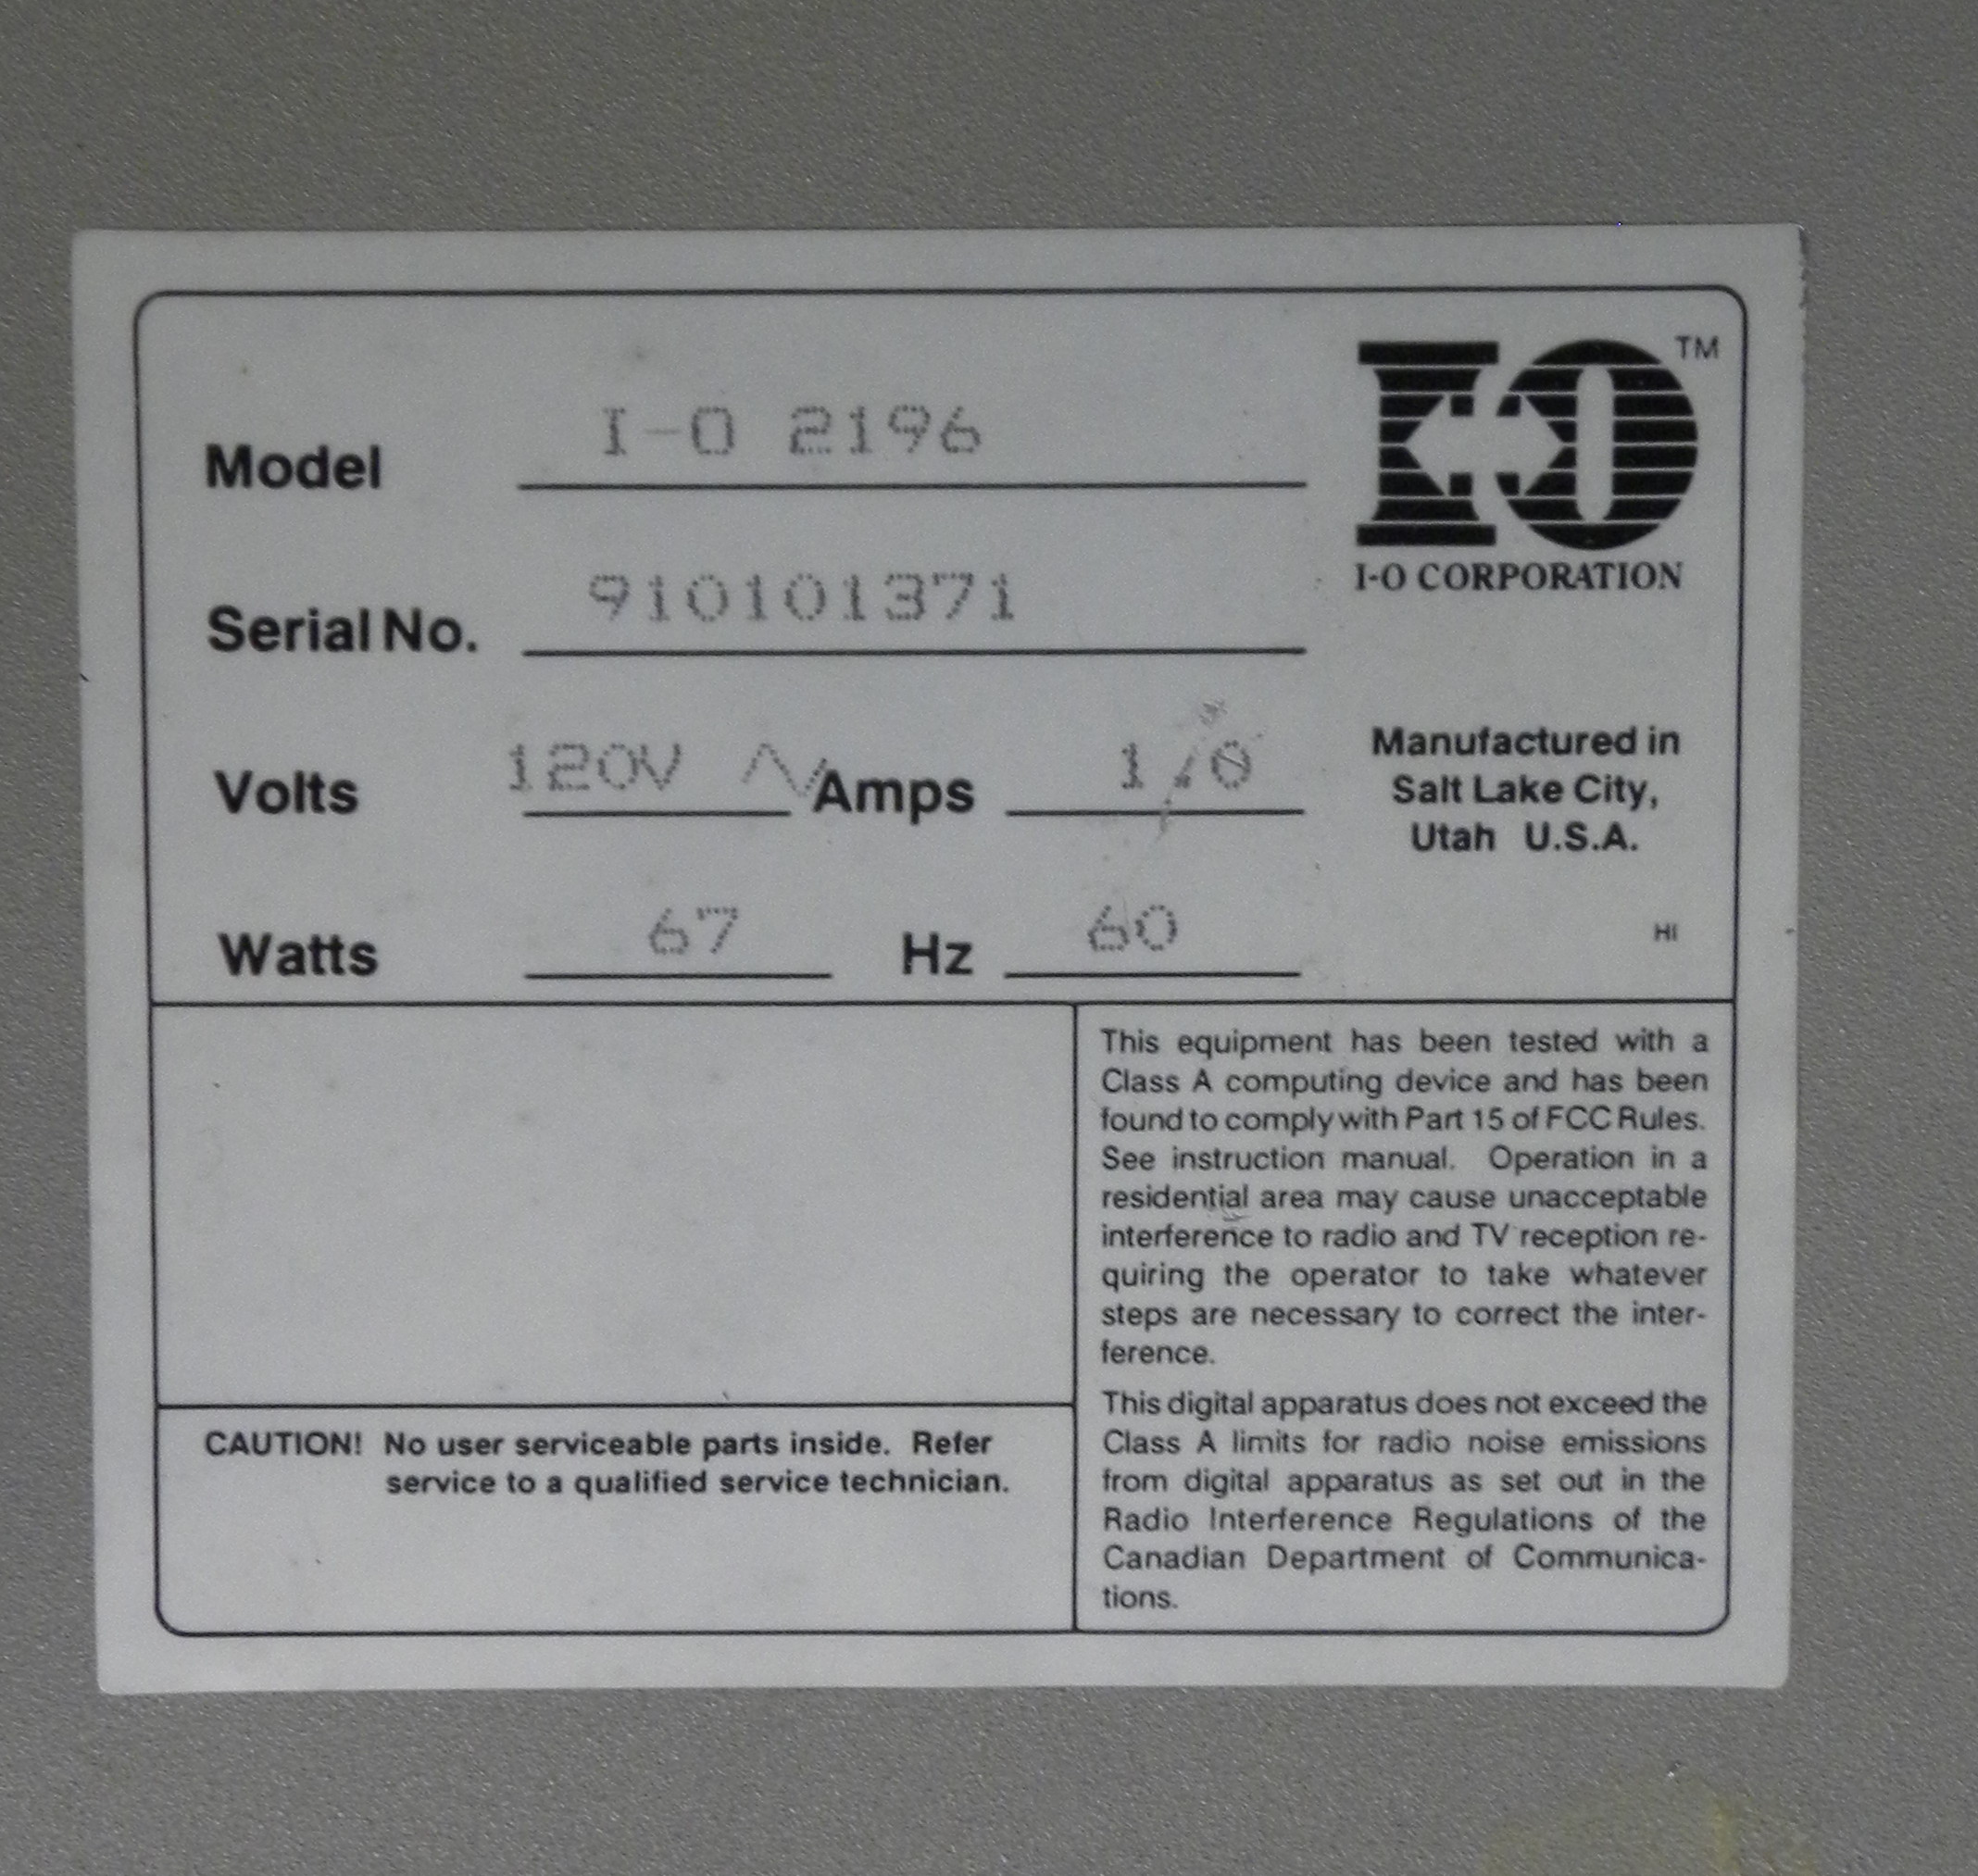 I-O 2196
Model
TM
I-O
I-O CORPORATION
910101371
Serial No.
Volts 120V Amps 1.0
Manufactured in
Salt Lake City,
Utah U.S.A.
Watts 67 Hz 60
HI
This equipment has been tested with a
Class A computing device and has been
found to comply with Part 15 of FCC Rules.
See instruction manual. Operation in a
residential area may cause unacceptable
interference to radio and TV reception re-
quiring the operator to take whatever
steps are necessary to correct the inter-
ference.
This digital apparatus does not exceed the
Class A limits for radio noise emissions
from digital apparatus as set out in the
Radio Interference Regulations of the
Canadian Department of Communica-
tions.
CAUTION! No user serviceable parts inside. Refer
service to a qualified service technician.